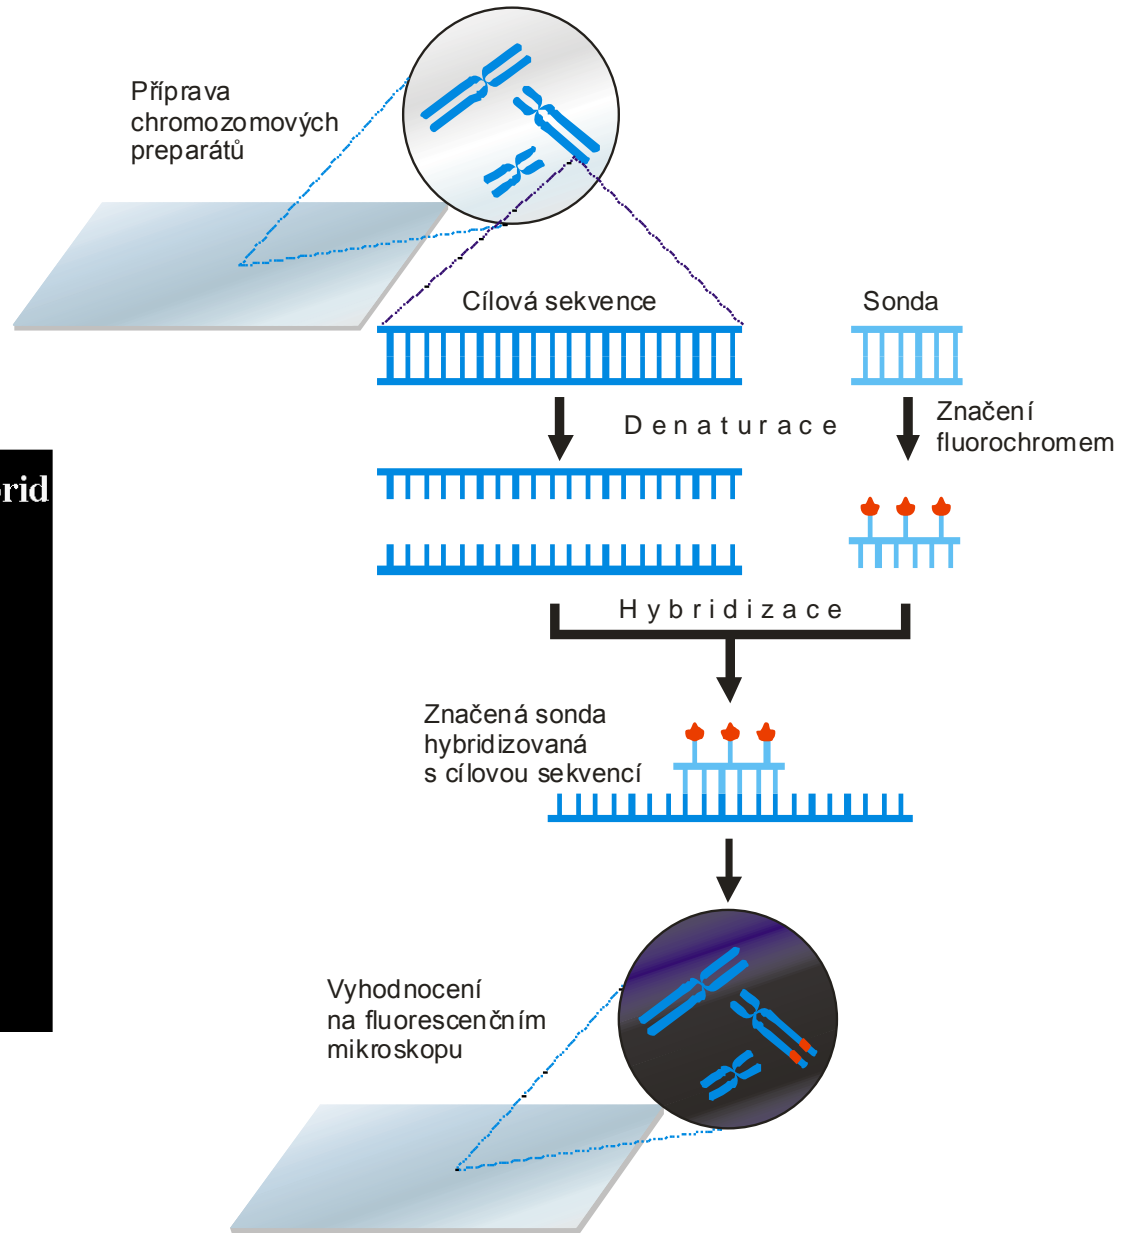 Příprava
chromozomových
preparátů
Cílová sekvence
Sonda
Denaturace
Značení
fluorochromem
rid
Hybridizace
Značená sonda
hybridizovaná
s cílovou sekvencí
Vyhodnocení
na fluorescenčním
mikroskopu